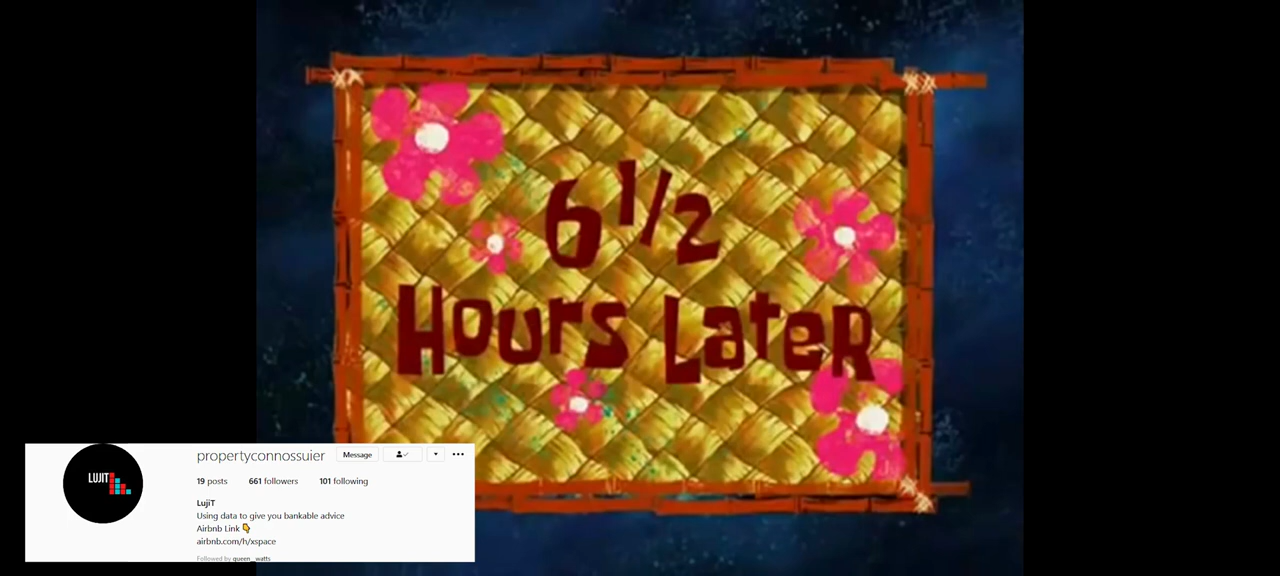 6 1/2
Hours Later
LUJIT
propertyconnossuier
Message
19 posts 661 followers 101 following
LujiT
Using data to give you bankable advice
Airbnb Link 👇
airbnb.com/h/xspace
Followed by queen__watts